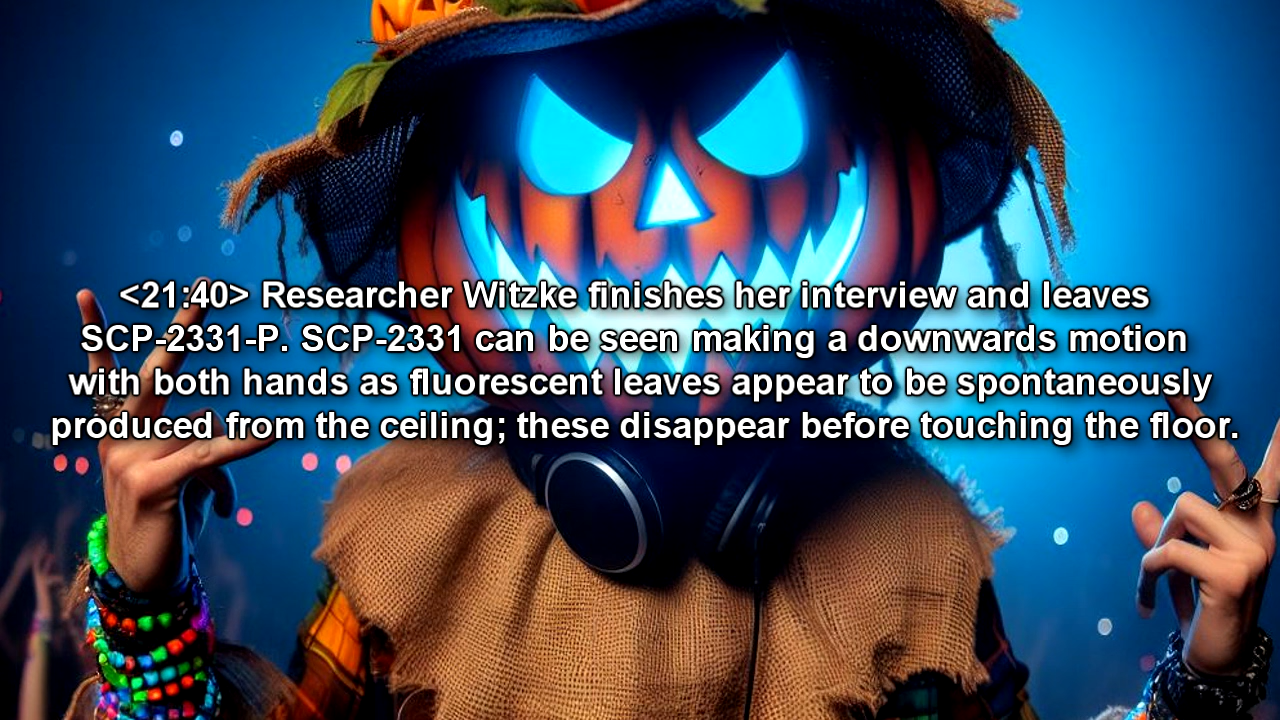 <21:40> Researcher Witzke finishes her interview and leaves
SCP-2331-P. SCP-2331 can be seen making a downwards motion
with both hands as fluorescent leaves appear to be spontaneously
produced from the ceiling; these disappear before touching the floor.